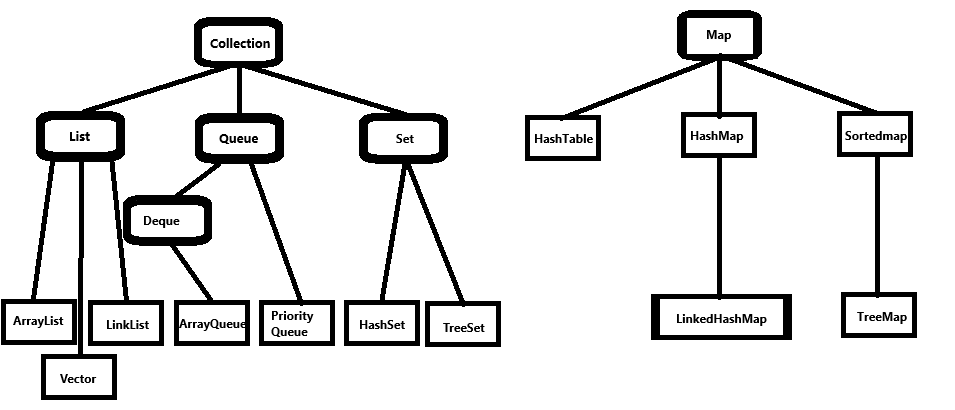 Collection
Map
List
Queue
Set
HashTable
HashMap
Sortedmap
Deque
ArrayList
LinkList
ArrayQueue
Priority
Queue
HashSet
TreeSet
LinkedHashMap
TreeMap
Vector